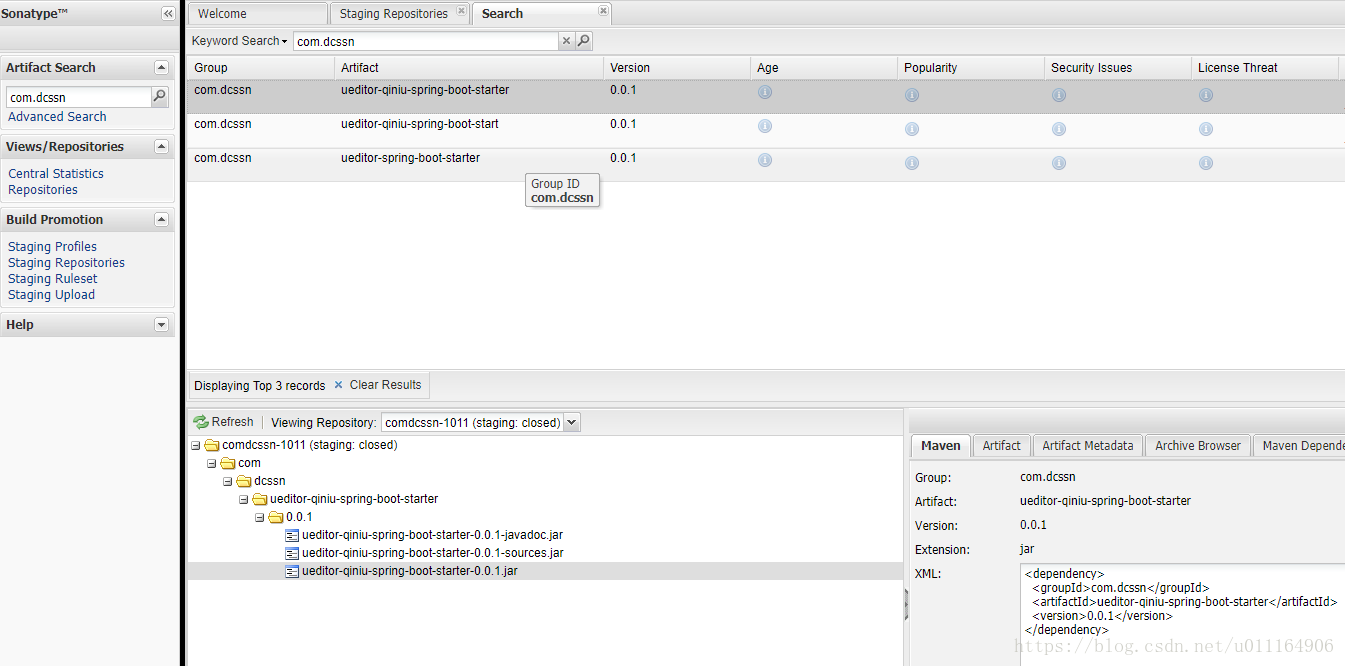 Sonatype™
Welcome
Staging Repositories
Search
Keyword Search
com.dcssn
Artifact Search
com.dcssn
Advanced Search
Views/Repositories
Central Statistics
Repositories
Build Promotion
Staging Profiles
Staging Repositories
Staging Ruleset
Staging Upload
Help
Group Artifact Version Age Popularity Security Issues License Threat
com.dcssn ueditor-qiniu-spring-boot-starter 0.0.1
com.dcssn ueditor-qiniu-spring-boot-start 0.0.1
com.dcssn ueditor-spring-boot-starter 0.0.1
Group ID
com.dcssn
Displaying Top 3 records Clear Results
Refresh Viewing Repository: comdcssn-1011 (staging: closed)
comdcssn-1011 (staging: closed)
com
dcssn
ueditor-qiniu-spring-boot-starter
0.0.1
ueditor-qiniu-spring-boot-starter-0.0.1-javadoc.jar
ueditor-qiniu-spring-boot-starter-0.0.1-sources.jar
ueditor-qiniu-spring-boot-starter-0.0.1.jar
Maven Artifact Artifact Metadata Archive Browser Maven Depende
Group: com.dcssn
Artifact: ueditor-qiniu-spring-boot-starter
Version: 0.0.1
Extension: jar
XML:
<dependency>
<groupId>com.dcssn</groupId>
<artifactId>ueditor-qiniu-spring-boot-starter</artifactId>
<version>0.0.1</version>
</dependency>
https://blog.csdn.net/u011164906